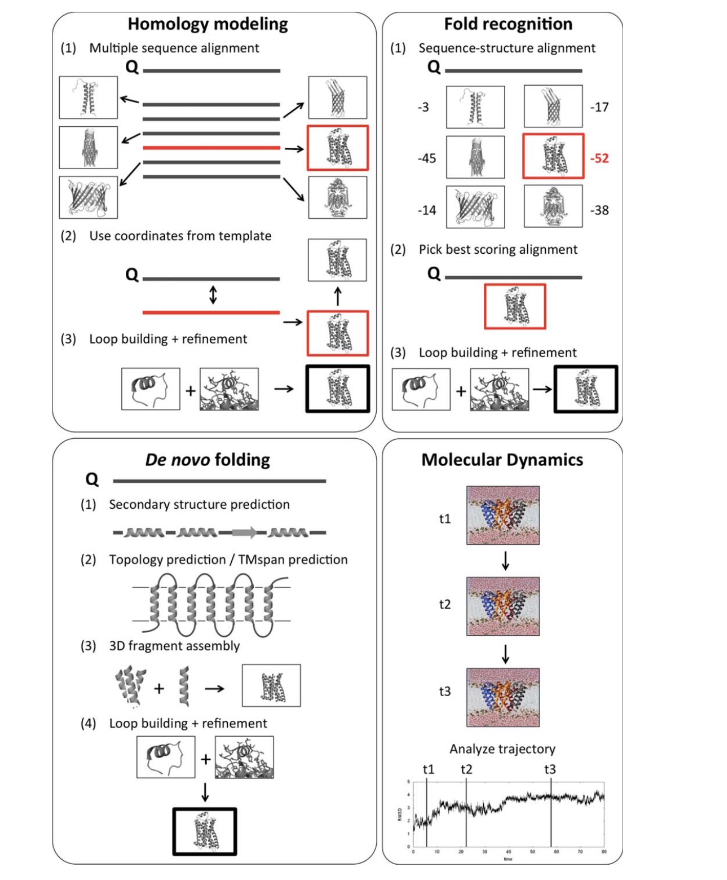 Homology modeling
(1) Multiple sequence alignment
Q
(2) Use coordinates from template
Q
(3) Loop building + refinement
+
Fold recognition
(1) Sequence-structure alignment
Q
-3
-17
-45
-52
-14
-38
(2) Pick best scoring alignment
Q
(3) Loop building + refinement
+
De novo folding
Q
(1) Secondary structure prediction
(2) Topology prediction / TMspan prediction
(3) 3D fragment assembly
+
(4) Loop building + refinement
+
Molecular Dynamics
t1
t2
t3
Analyze trajectory
t1 t2 t3
5
4
3
2
1
0
RMSD
0 10 20 30 40 50 60 70 80
time